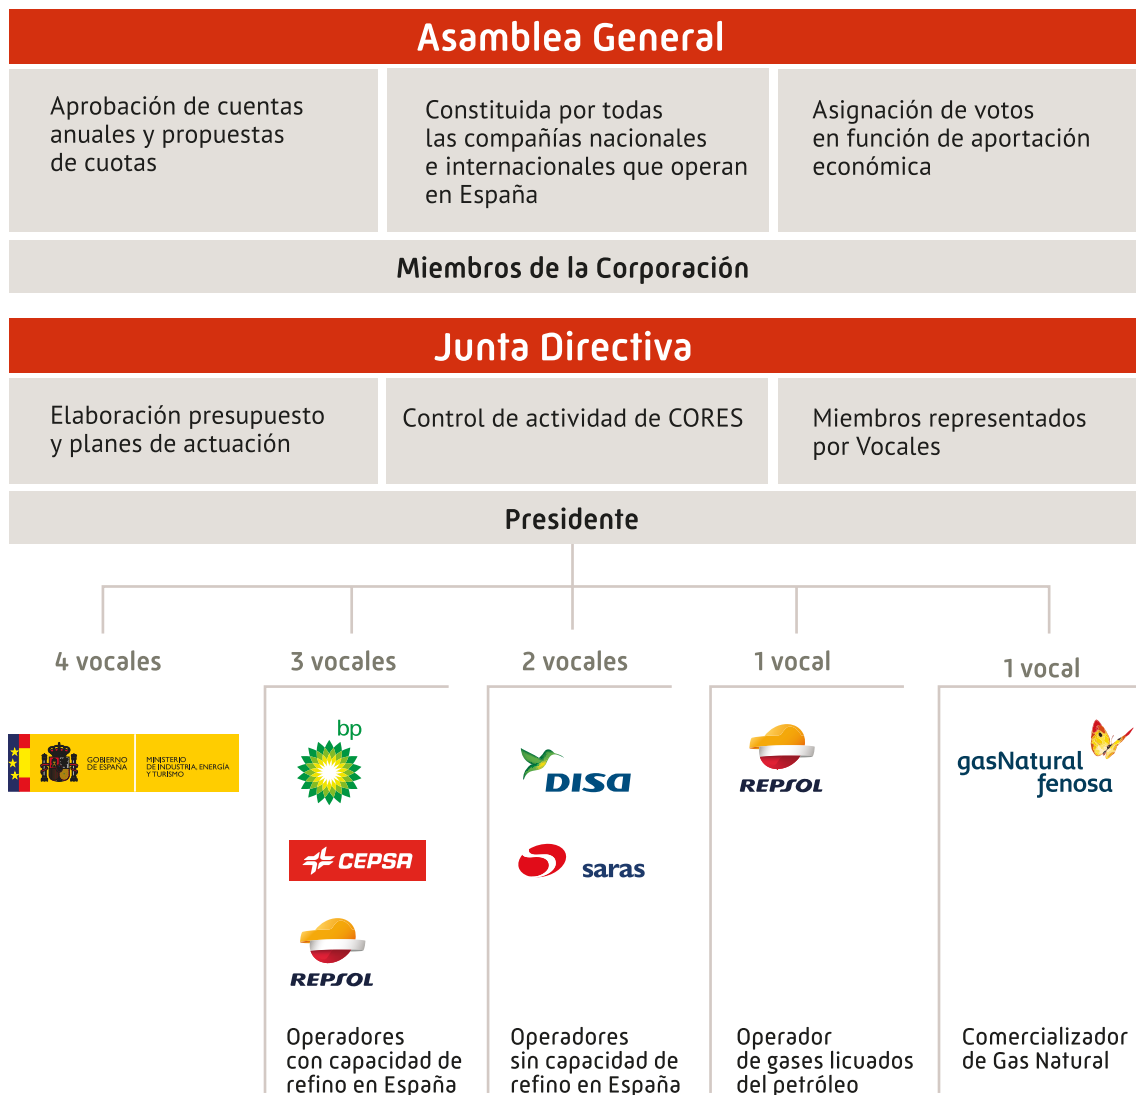 Asamblea General
Aprobación de cuentas
anuales y propuestas
de cuotas
Constituida por todas
las compañías nacionales
e internacionales que operan
en España
Asignación de votos
en función de aportación
económica
Miembros de la Corporación
Junta Directiva
Elaboración presupuesto
y planes de actuación
Control de actividad de CORES
Miembros representados
por Vocales
Presidente
4 vocales
3 vocales
2 vocales
1 vocal
1 vocal
GOBIERNO
DE ESPAÑA
MINISTERIO
DE INDUSTRIA, ENERGÍA
Y TURISMO
bp
CEPSA
REPSOL
Operadores
con capacidad de
refino en España
DISA
saras
Operadores
sin capacidad de
refino en España
REPSOL
Operador
de gases licuados
del petróleo
gasNatural
fenosa
Comercializador
de Gas Natural